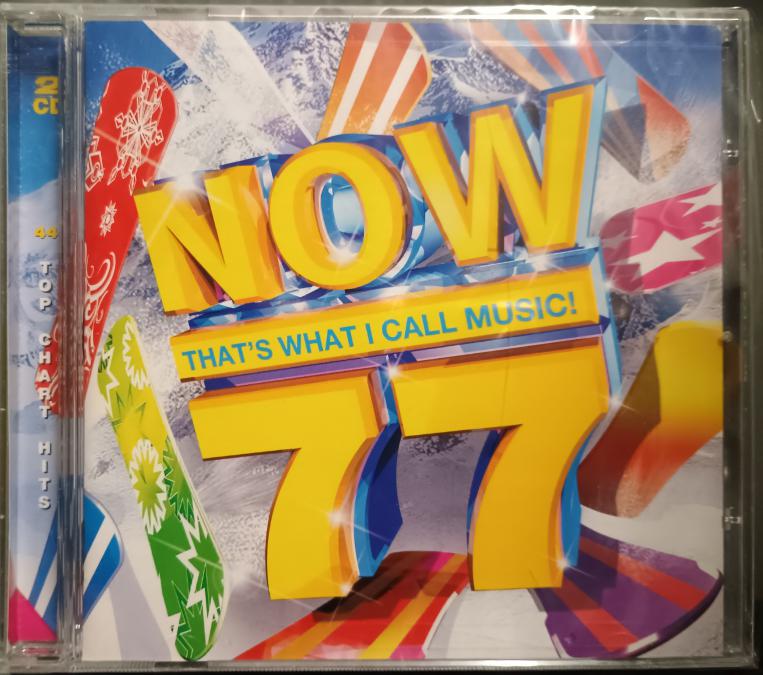 2
CD
44
TOP CHART HITS
NOW
THAT'S WHAT I CALL MUSIC!
77